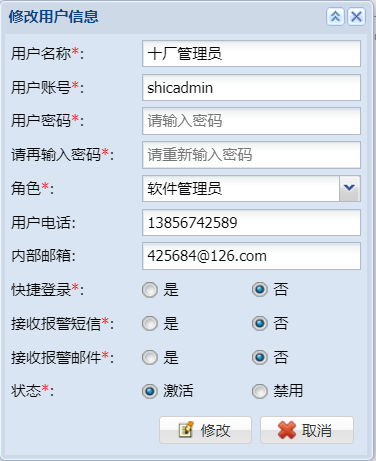 修改用户信息
用户名称*: 十厂管理员
用户账号*: shicadmin
用户密码*: 请输入密码
请再输入密码*: 请重新输入密码
角色*: 软件管理员
用户电话: 13856742589
内部邮箱: 425684@126.com
快捷登录*: 是 否
接收报警短信*: 是 否
接收报警邮件*: 是 否
状态*: 激活 禁用
修改 取消